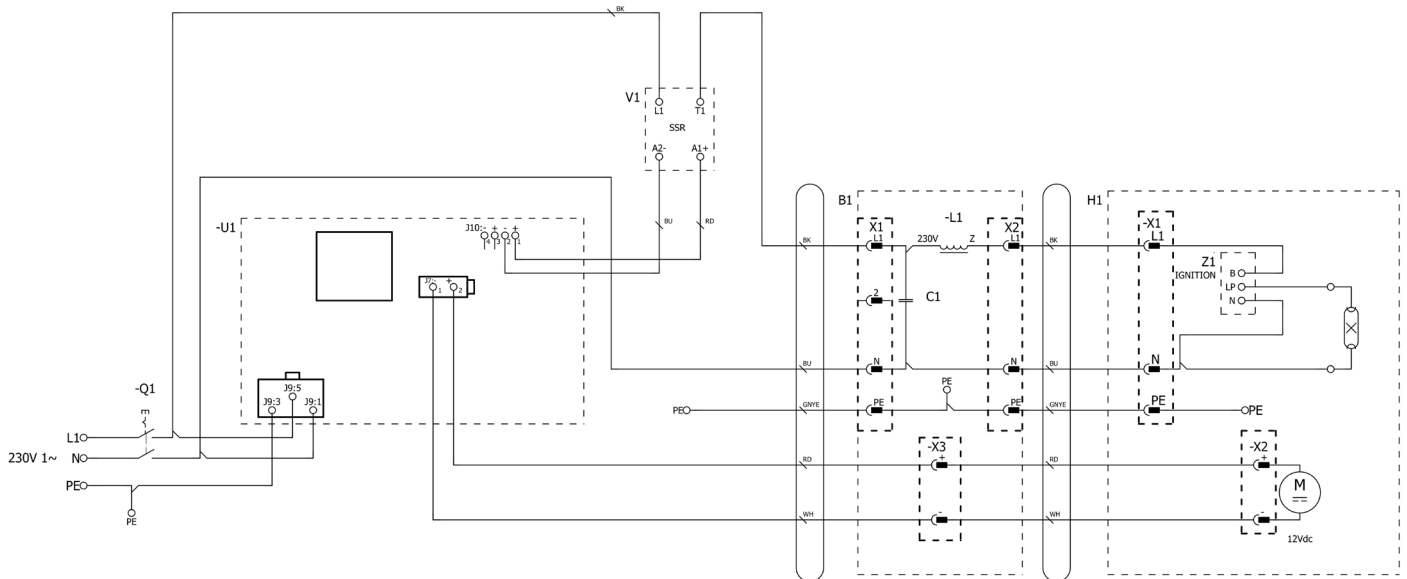 BK
V1
L1
T1
SSR
A2-
A1+
BU
RD
-U1
J10:- + - +
4 3 2 1
J7:- +
1 2
J9:5
J9:3
J9:1
-Q1
L1
230V 1~ N
PE
PE
B1
X1
L1
2
N
PE
-L1
230V Z
X2
L1
C1
N
PE
PE
PE
BK
BU
GNYE
RD
WH
-X3
+
-
BK
BU
GNYE
RD
WH
H1
-X1
L1
N
PE
Z1
IGNITION
B
LP
N
PE
-X2
+
-
M
12Vdc